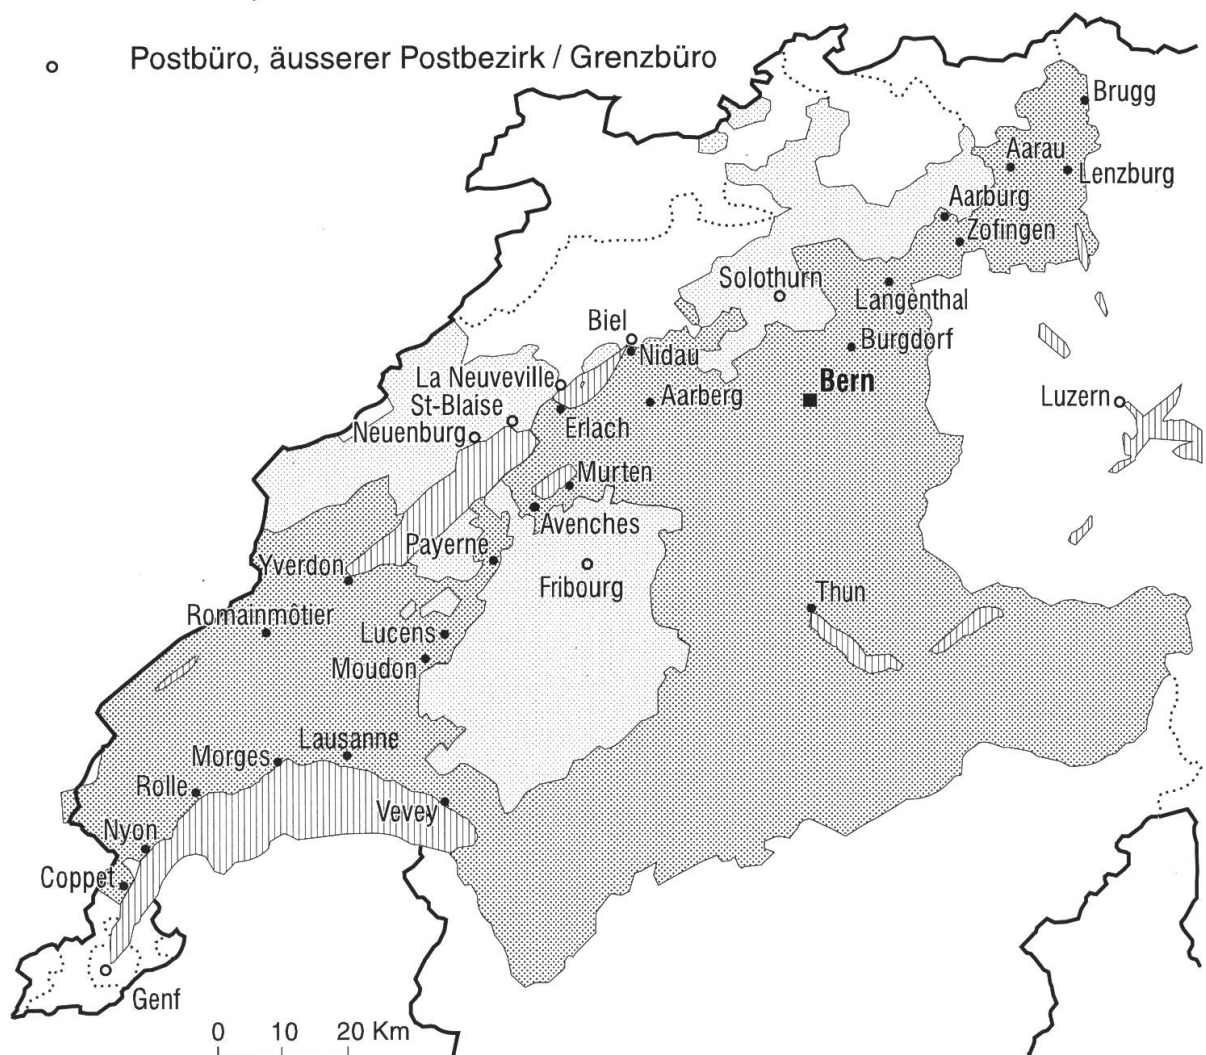 Postbüro, äusserer Postbezirk / Grenzbüro
Brugg
Aarau
Lenzburg
Aarburg
Zofingen
Solothurn
Langenthal
Biel
Burgdorf
Nidau
La Neuveville
Bern
Aarberg
Luzern
St-Blaise
Neuenburg
Erlach
Murten
Avenches
Payerne
Yverdon
Fribourg
Thun
Romainmôtier
Lucens
Moudon
Lausanne
Morges
Rolle
Vevey
Nyon
Coppet
Genf
0 10 20 Km